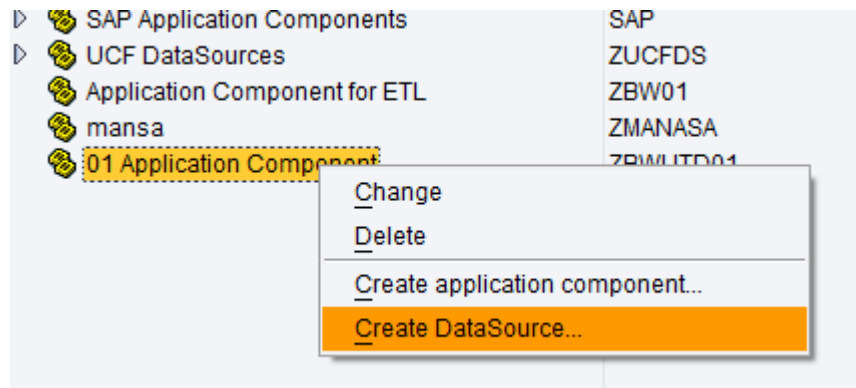 SAP Application Components SAP
UCF DataSources ZUCFDS
Application Component for ETL ZBW01
mansa ZMANASA
01 Application Component ZBWUTD01
Change
Delete
Create application component...
Create DataSource...